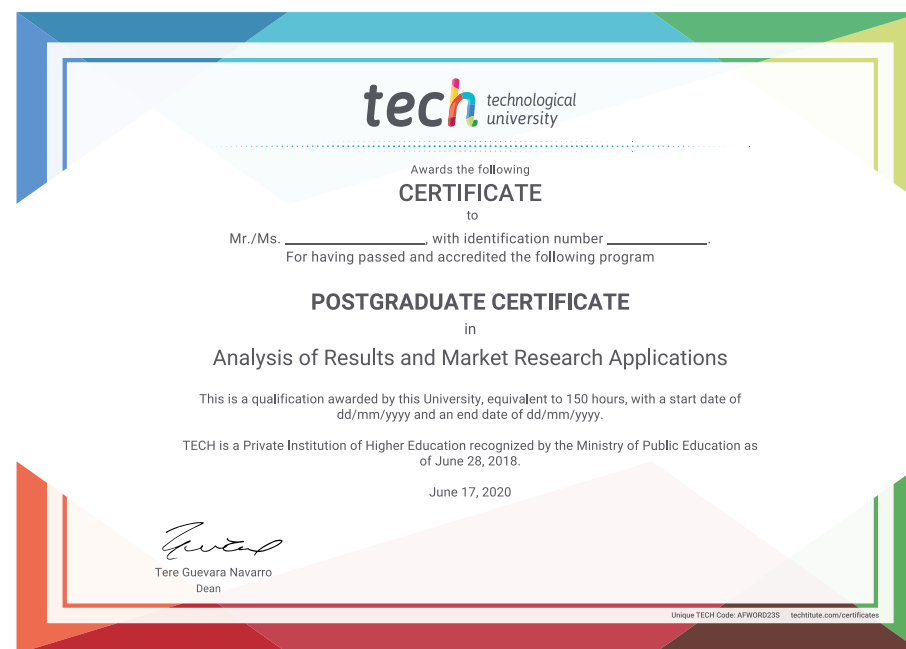 tech technological
university
Awards the following
CERTIFICATE
to
Mr./Ms. ____________________, with identification number __________________.
For having passed and accredited the following program
POSTGRADUATE CERTIFICATE
in
Analysis of Results and Market Research Applications
This is a qualification awarded by this University, equivalent to 150 hours, with a start date of
dd/mm/yyyy and an end date of dd/mm/yyyy.
TECH is a Private Institution of Higher Education recognized by the Ministry of Public Education as
of June 28, 2018.
June 17, 2020
Tere Guevara Navarro
Dean
Unique TECH Code: AFWORD23S techtitute.com/certificates